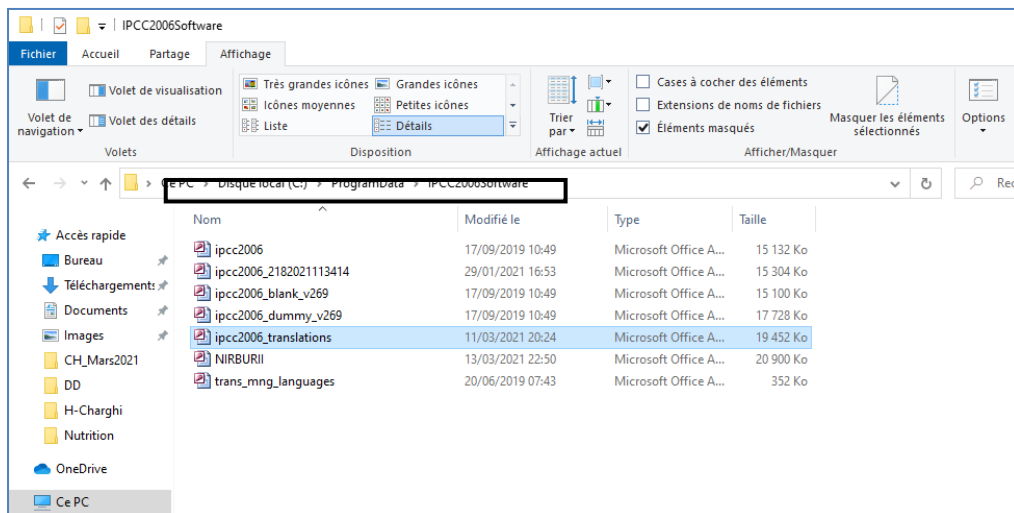 IPCC2006Software
Fichier Accueil Partage Affichage
Volet de navigation
Volet de visualisation
Volet des détails
Volets
Très grandes icônes Grandes icônes
Icônes moyennes Petites icônes
Liste Détails
Disposition
Trier par
Affichage actuel
Cases à cocher des éléments
Extensions de noms de fichiers
Éléments masqués
Masquer les éléments sélectionnés
Afficher/Masquer
Options
Ce PC > Disque local (C:) > ProgramData > IPCC2006Software
Rec
Accès rapide
Bureau
Téléchargements
Documents
Images
CH_Mars2021
DD
H-Charghi
Nutrition
OneDrive
Ce PC
Nom Modifié le Type Taille
ipcc2006 17/09/2019 10:49 Microsoft Office A... 15 132 Ko
ipcc2006_2182021113414 29/01/2021 16:53 Microsoft Office A... 15 304 Ko
ipcc2006_blank_v269 17/09/2019 10:49 Microsoft Office A... 15 100 Ko
ipcc2006_dummy_v269 17/09/2019 10:49 Microsoft Office A... 17 728 Ko
ipcc2006_translations 11/03/2021 20:24 Microsoft Office A... 19 452 Ko
NIRBURII 13/03/2021 22:50 Microsoft Office A... 20 900 Ko
trans_mng_languages 20/06/2019 07:43 Microsoft Office A... 352 Ko